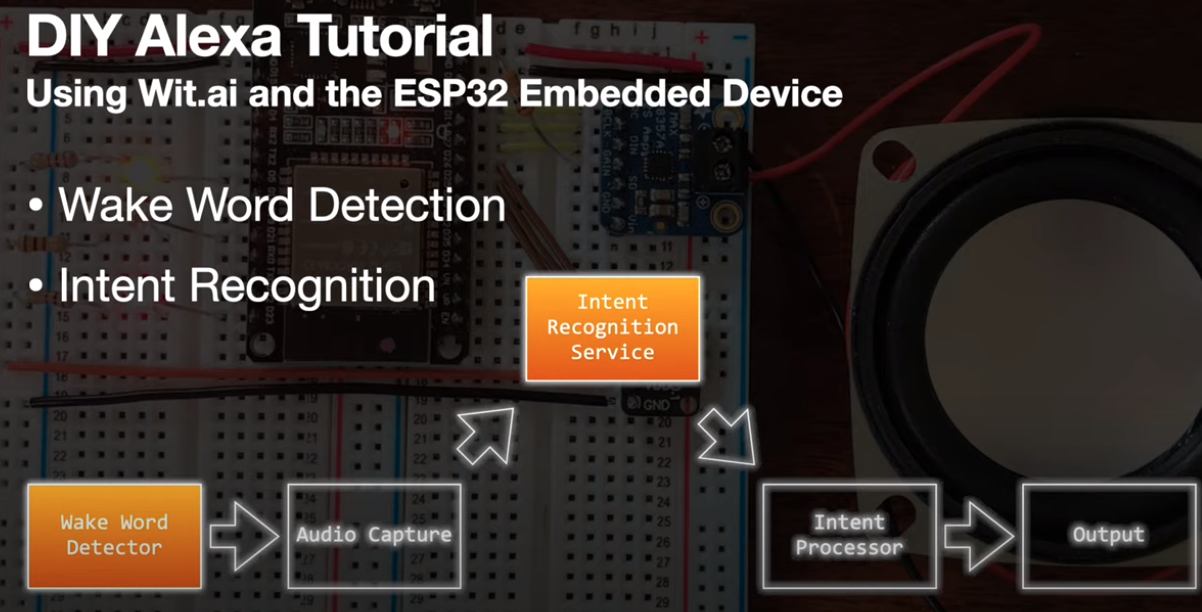 DIY Alexa Tutorial
Using Wit.ai and the ESP32 Embedded Device
• Wake Word Detection
• Intent Recognition
Intent
Recognition
Service
GND
Wake Word
Detector
Audio Capture
Intent
Processor
Output